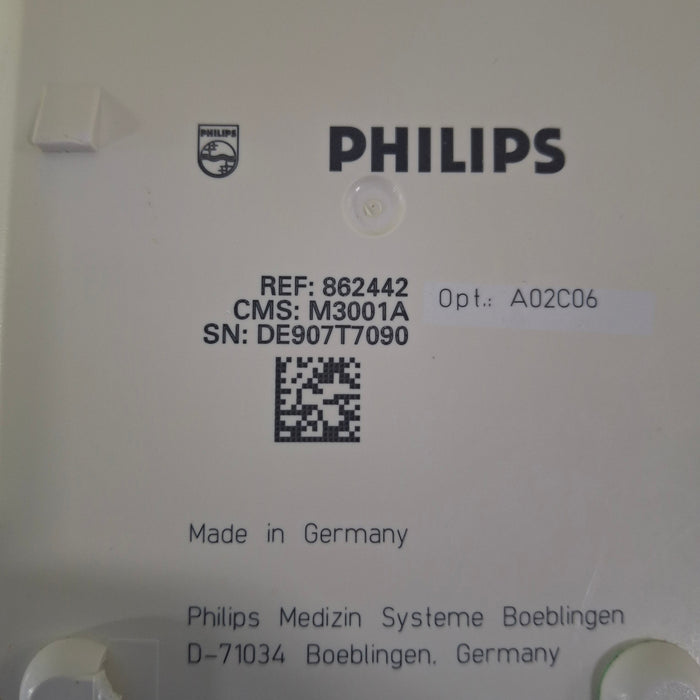 PHILIPS
PHILIPS
REF: 862442
CMS: M3001A
SN: DE907T7090
Opt.: A02C06
Made in Germany
Philips Medizin Systeme Boeblingen
D-71034 Boeblingen. Germany